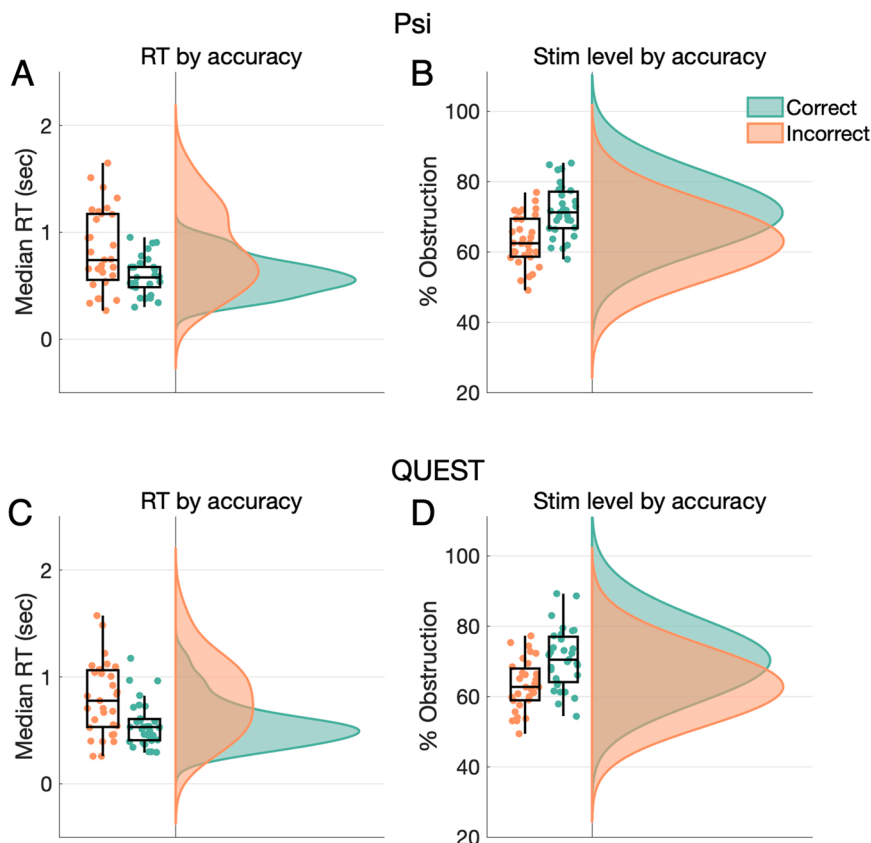 Psi
A
RT by accuracy
Median RT (sec)
2
1
0
B
Stim level by accuracy
% Obstruction
100
80
60
40
20
Correct
Incorrect
QUEST
C
RT by accuracy
Median RT (sec)
2
1
0
D
Stim level by accuracy
% Obstruction
100
80
60
40
20